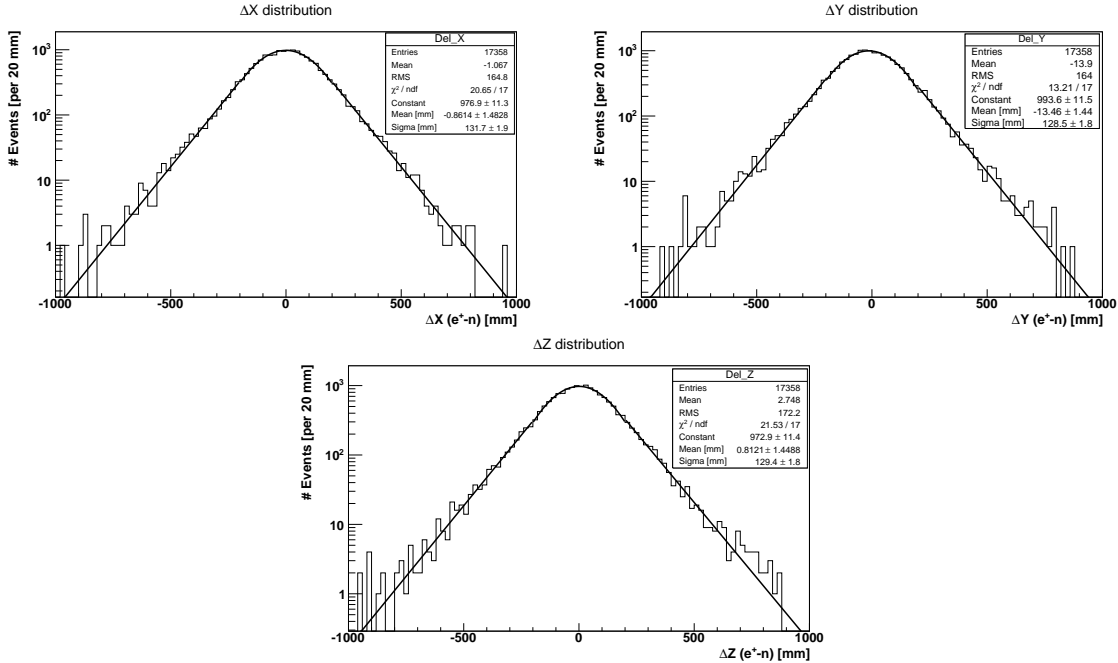 ΔX distribution
# Events [per 20 mm]
10³
10²
10
1
Del_X
Entries 17358
Mean -1.067
RMS 164.8
χ² / ndf 20.65 / 17
Constant 976.9 ± 11.3
Mean [mm] -0.8614 ± 1.4828
Sigma [mm] 131.7 ± 1.9
-1000 -500 0 500 1000
ΔX (e⁺-n) [mm]
ΔY distribution
# Events [per 20 mm]
10³
10²
10
1
Del_Y
Entries 17358
Mean -13.9
RMS 164
χ² / ndf 13.21 / 17
Constant 993.6 ± 11.5
Mean [mm] -13.46 ± 1.44
Sigma [mm] 128.5 ± 1.8
-1000 -500 0 500 1000
ΔY (e⁺-n) [mm]
ΔZ distribution
# Events [per 20 mm]
10³
10²
10
1
Del_Z
Entries 17358
Mean 2.748
RMS 172.2
χ² / ndf 21.53 / 17
Constant 972.9 ± 11.4
Mean [mm] 0.8121 ± 1.4488
Sigma [mm] 129.4 ± 1.8
-1000 -500 0 500 1000
ΔZ (e⁺-n) [mm]